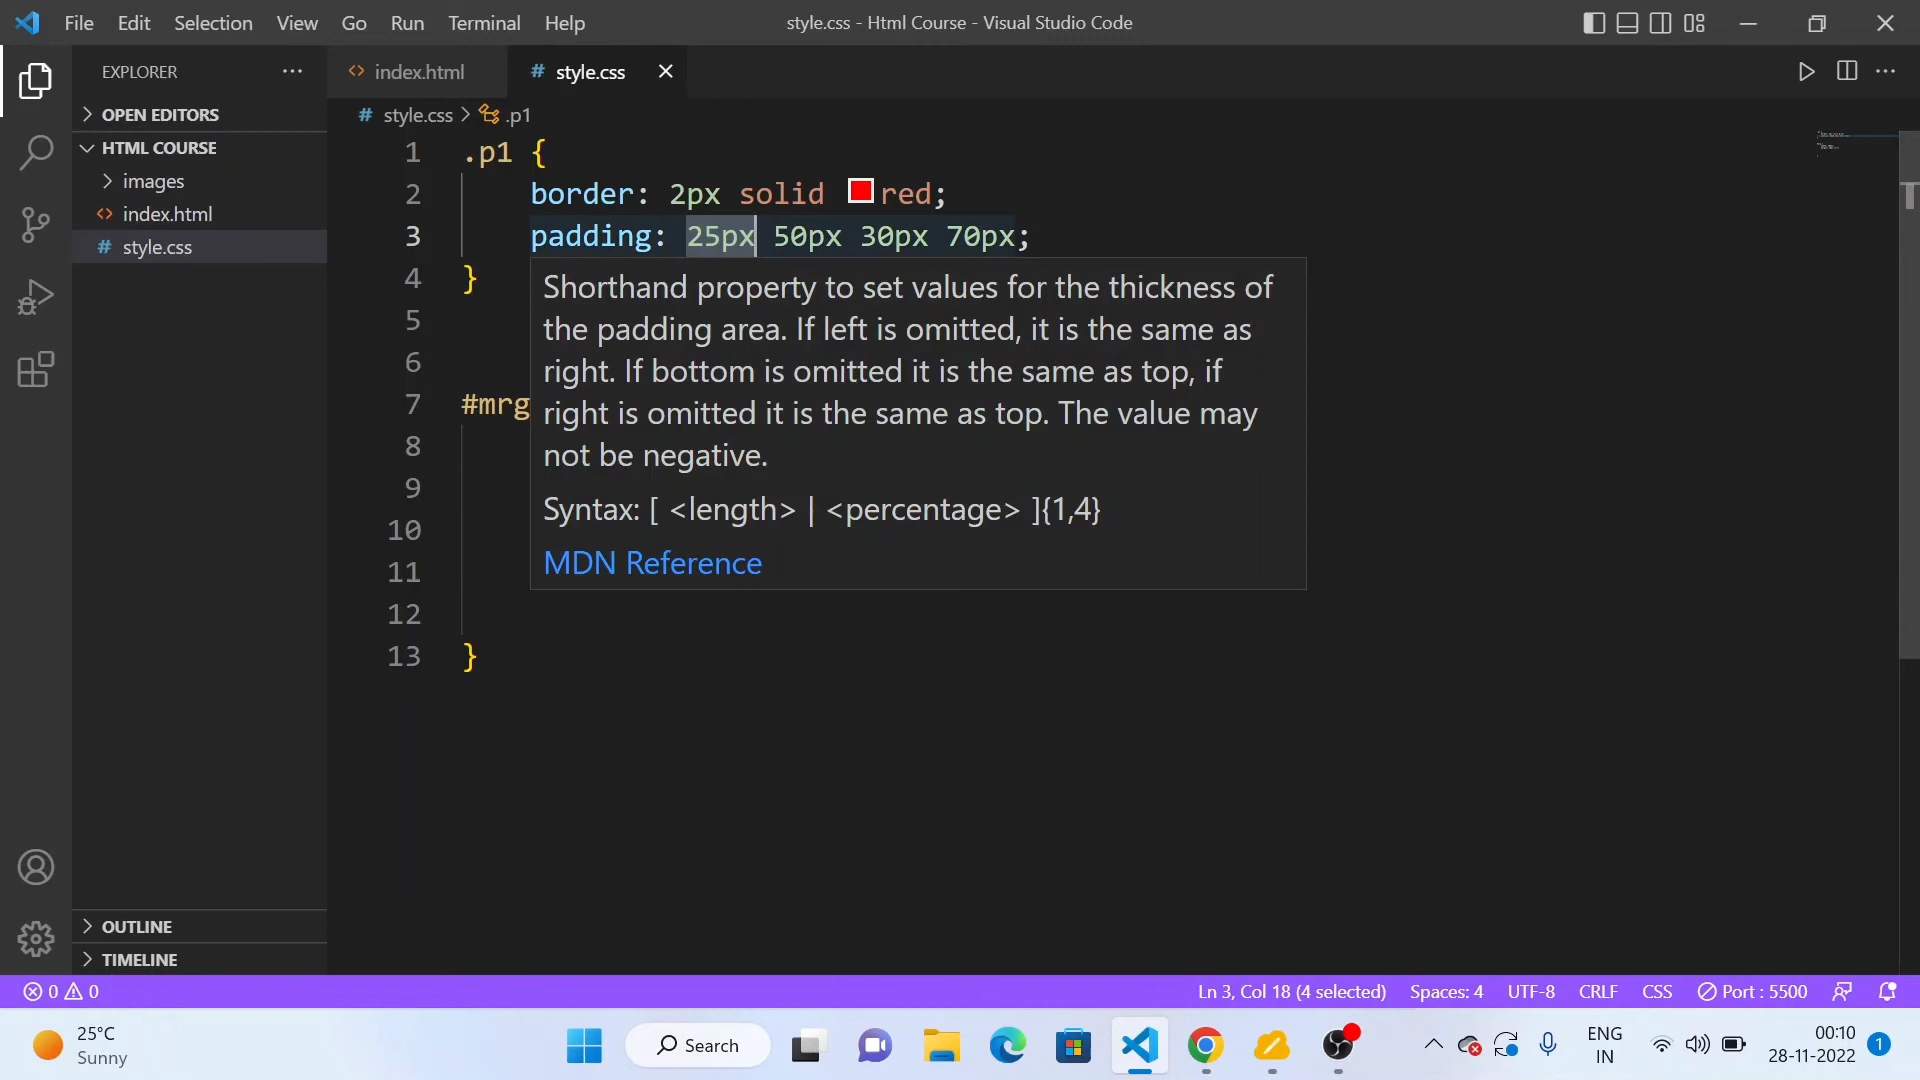 File Edit Selection View Go Run Terminal Help
style.css - Html Course - Visual Studio Code
EXPLORER
OPEN EDITORS
HTML COURSE
images
index.html
style.css
OUTLINE
TIMELINE
index.html
# style.css
# style.css > .p1
1 .p1 {
2 border: 2px solid red;
3 padding: 25px 50px 30px 70px;
4 }
5
6
7 #mrg
8
9
10
11
12
13 }
Shorthand property to set values for the thickness of
the padding area. If left is omitted, it is the same as
right. If bottom is omitted it is the same as top, if
right is omitted it is the same as top. The value may
not be negative.
Syntax: [ <length> | <percentage> ]{1,4}
MDN Reference
0 0
Ln 3, Col 18 (4 selected) Spaces: 4 UTF-8 CRLF CSS Port : 5500
25°C
Sunny
Search
ENG
IN
00:10
28-11-2022
1